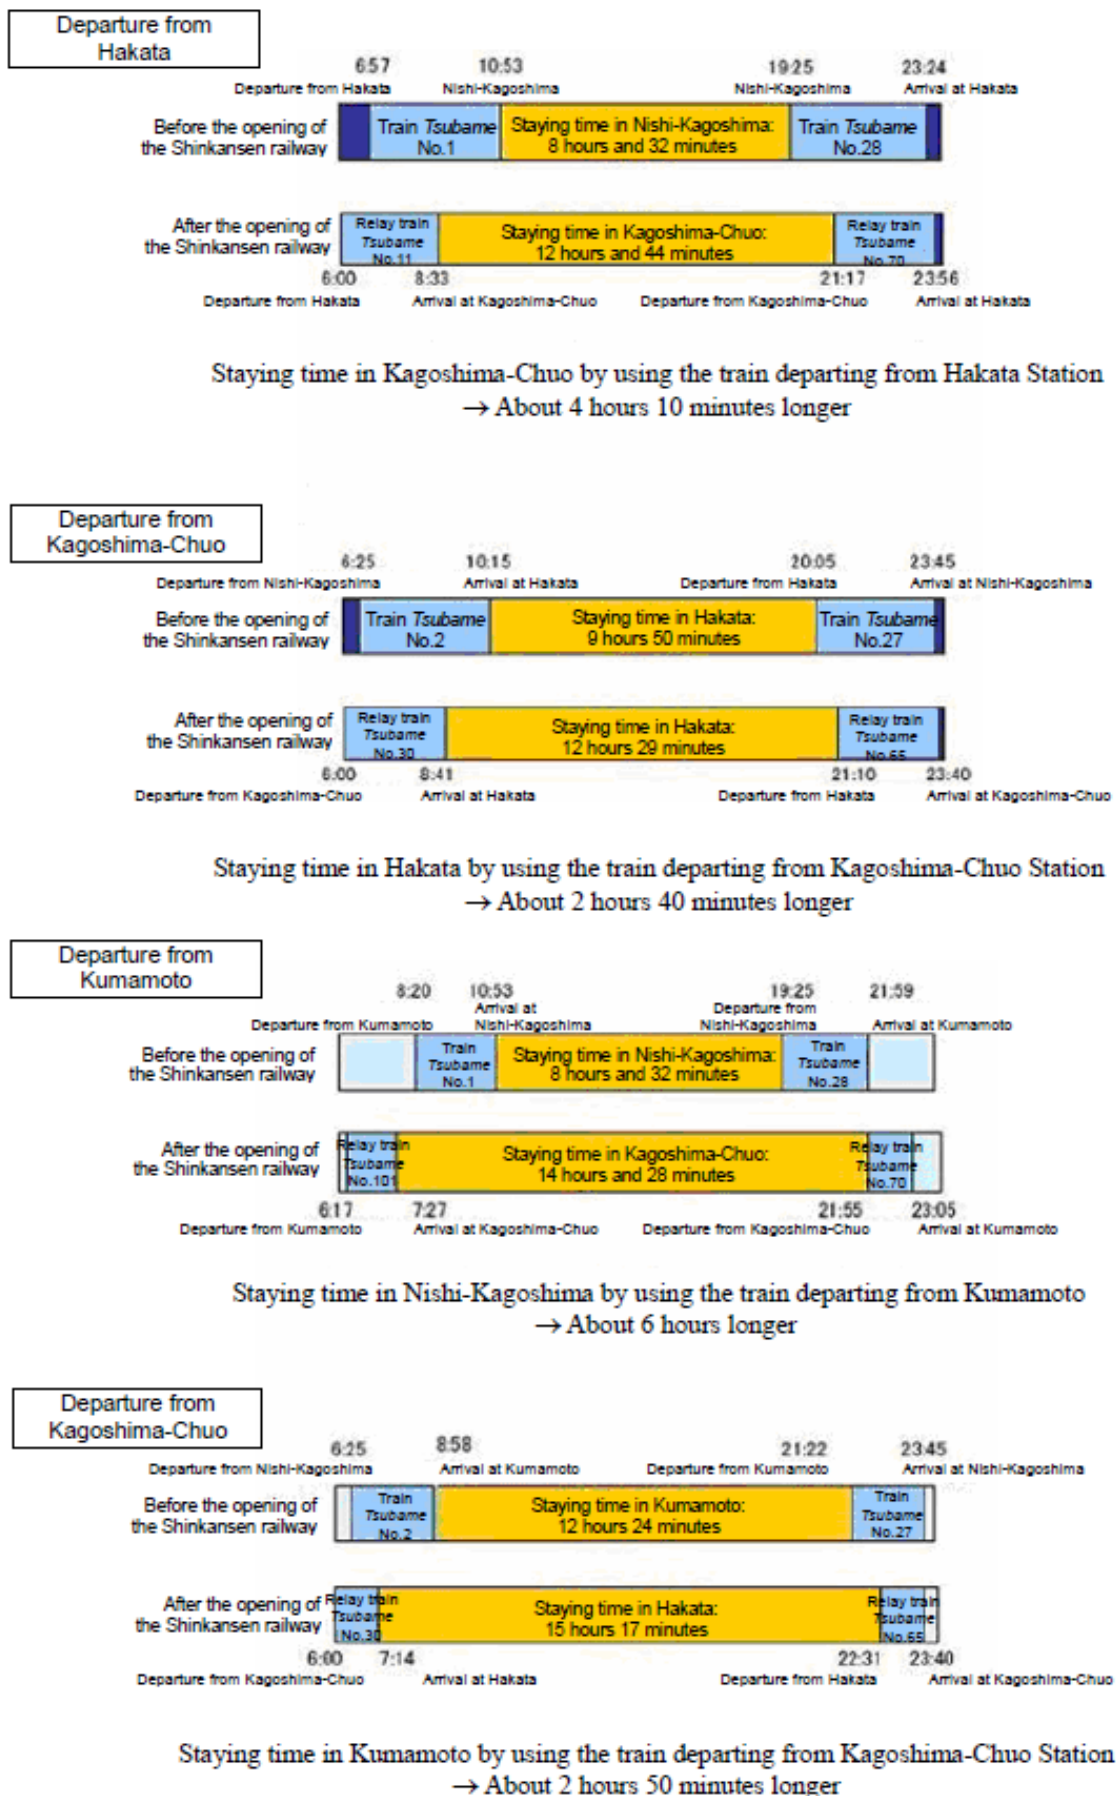 Departure from
Hakata
6:57 10:53 19:25 23:24
Departure from Hakata Nishi-Kagoshima Nishi-Kagoshima Arrival at Hakata
Before the opening of
the Shinkansen railway
Train Tsubame
No.1
Staying time in Nishi-Kagoshima:
8 hours and 32 minutes
Train Tsubame
No.28
After the opening of
the Shinkansen railway
Relay train
Tsubame
No.11
Staying time in Kagoshima-Chuo:
12 hours and 44 minutes
Relay train
Tsubame
No.70
6:00 8:33 21:17 23:56
Departure from Hakata Arrival at Kagoshima-Chuo Departure from Kagoshima-Chuo Arrival at Hakata
Staying time in Kagoshima-Chuo by using the train departing from Hakata Station
→ About 4 hours 10 minutes longer
Departure from
Kagoshima-Chuo
6:25 10:15 20:05 23:45
Departure from Nishi-Kagoshima Arrival at Hakata Departure from Hakata Arrival at Nishi-Kagoshima
Before the opening of
the Shinkansen railway
Train Tsubame
No.2
Staying time in Hakata:
9 hours 50 minutes
Train Tsubame
No.27
After the opening of
the Shinkansen railway
Relay train
Tsubame
No.30
Staying time in Hakata:
12 hours 29 minutes
Relay train
Tsubame
No.65
6:00 8:41 21:10 23:40
Departure from Kagoshima-Chuo Arrival at Hakata Departure from Hakata Arrival at Kagoshima-Chuo
Staying time in Hakata by using the train departing from Kagoshima-Chuo Station
→ About 2 hours 40 minutes longer
Departure from
Kumamoto
8:20 10:53 19:25 21:59
Departure from Kumamoto
Arrival at
Nishi-Kagoshima
Departure from
Nishi-Kagoshima
Arrival at Kumamoto
Before the opening of
the Shinkansen railway
Train
Tsubame
No.1
Staying time in Nishi-Kagoshima:
8 hours and 32 minutes
Train
Tsubame
No.28
After the opening of
the Shinkansen railway
Relay train
Tsubame
No.101
Staying time in Kagoshima-Chuo:
14 hours and 28 minutes
Relay train
Tsubame
No.70
6:17 7:27 21:55 23:05
Departure from Kumamoto Arrival at Kagoshima-Chuo Departure from Kagoshima-Chuo Arrival at Kumamoto
Staying time in Nishi-Kagoshima by using the train departing from Kumamoto
→ About 6 hours longer
Departure from
Kagoshima-Chuo
6:25 8:58 21:22 23:45
Departure from Nishi-Kagoshima Arrival at Kumamoto Departure from Kumamoto Arrival at Nishi-Kagoshima
Before the opening of
the Shinkansen railway
Train
Tsubame
No.2
Staying time in Kumamoto:
12 hours 24 minutes
Train
Tsubame
No.27
After the opening of
the Shinkansen railway
Relay train
Tsubame
No.30
Staying time in Hakata:
15 hours 17 minutes
Relay train
Tsubame
No.65
6:00 7:14 22:31 23:40
Departure from Kagoshima-Chuo Arrival at Hakata Departure from Hakata Arrival at Kagoshima-Chuo
Staying time in Kumamoto by using the train departing from Kagoshima-Chuo Station
→ About 2 hours 50 minutes longer